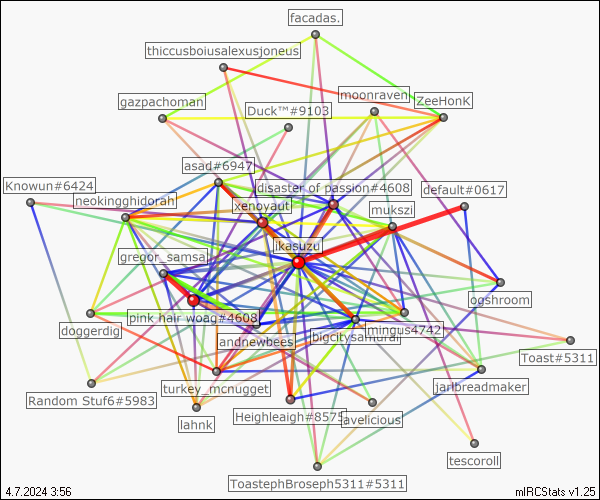 facadas.
thiccusboiusalexusjoneus
moonraven
gazpachoman
Duck™#9103
ZeeHonK
asad#6947
Knowun#6424
disaster of passion#4608
default#0617
neokingghidorah
xenoyaut
mukszi
ikasuzu
gregor_samsa
ogshroom
pink hair woag#4608
mingus4742
doggerdig
andnewbees
bigcitysamurai
Toast#5311
turkey_mcnugget
jarlbreadmaker
Random Stuf6#5983
Heighleaigh#8575
lavelicious
lahnk
tescoroll
ToastephBroseph5311#5311
4.7.2024 3:56
mIRCStats v1.25